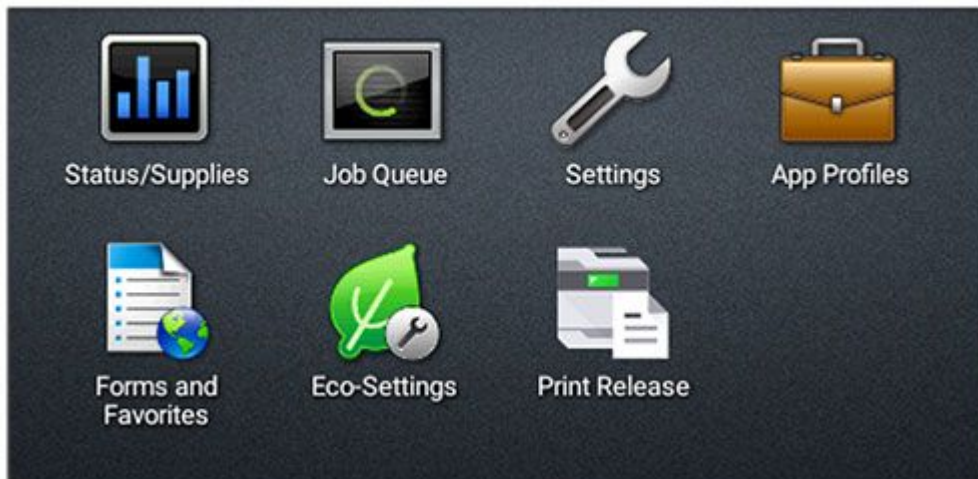 Status/Supplies
Job Queue
Settings
App Profiles
Forms and
Favorites
Eco-Settings
Print Release